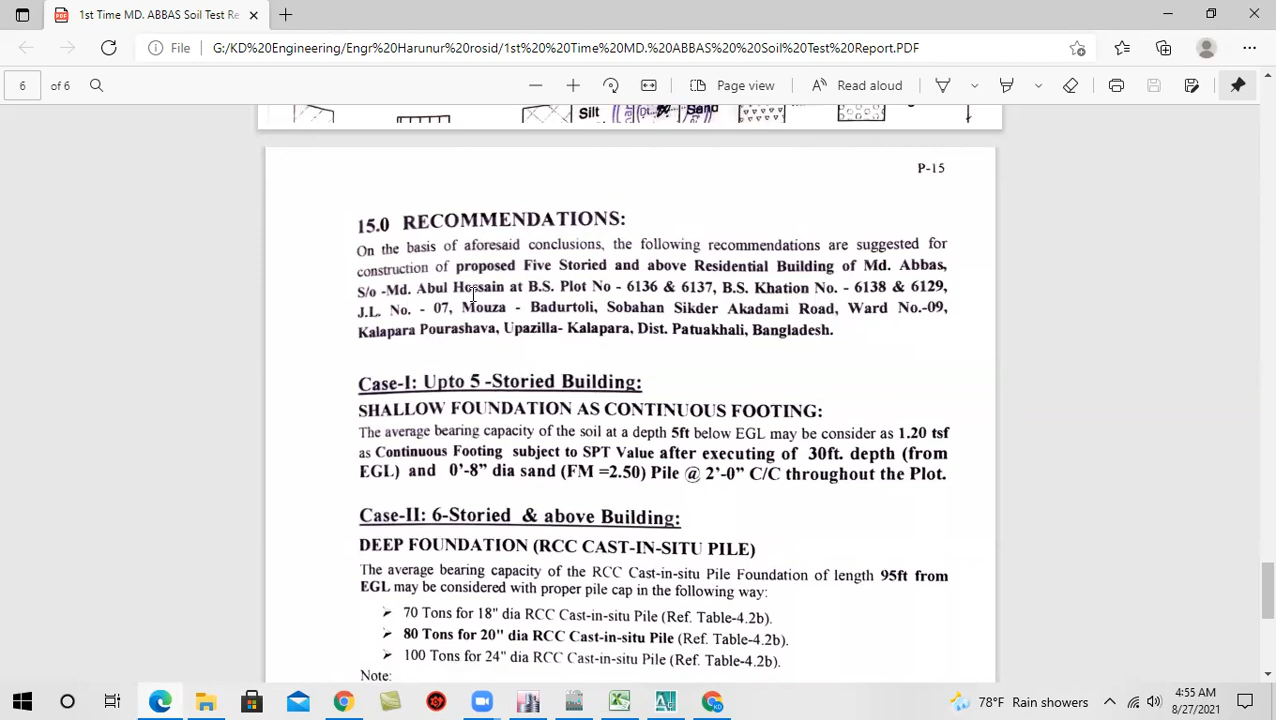 1st Time MD. ABBAS Soil Test Re
File
G:/KD%20Engineering/Engr%20Harunur%20rosid/1st%20%20Time%20MD.%20ABBAS%20%20Soil%20Test%20Report.PDF
6 of 6
Page view
Read aloud
Silt
Sand
P-15
15.0 RECOMMENDATIONS:
On the basis of aforesaid conclusions, the following recommendations are suggested for
construction of proposed Five Storied and above Residential Building of Md. Abbas,
S/o -Md. Abul Hossain at B.S. Plot No - 6136 & 6137, B.S. Khation No. - 6138 & 6129,
J.L. No. - 07, Mouza - Badurtoli, Sobahan Sikder Akadami Road, Ward No.-09,
Kalapara Pourashava, Upazilla- Kalapara, Dist. Patuakhali, Bangladesh.
Case-I: Upto 5 -Storied Building:
SHALLOW FOUNDATION AS CONTINUOUS FOOTING:
The average bearing capacity of the soil at a depth 5ft below EGL may be consider as 1.20 tsf
as Continuous Footing subject to SPT Value after executing of 30ft. depth (from
EGL) and 0’-8” dia sand (FM =2.50) Pile @ 2’-0” C/C throughout the Plot.
Case-II: 6-Storied & above Building:
DEEP FOUNDATION (RCC CAST-IN-SITU PILE)
The average bearing capacity of the RCC Cast-in-situ Pile Foundation of length 95ft from
EGL may be considered with proper pile cap in the following way:
➢ 70 Tons for 18" dia RCC Cast-in-situ Pile (Ref. Table-4.2b).
➢ 80 Tons for 20" dia RCC Cast-in-situ Pile (Ref. Table-4.2b).
➢ 100 Tons for 24" dia RCC Cast-in-situ Pile (Ref. Table-4.2b).
Note:
78°F Rain showers
4:55 AM
8/27/2021